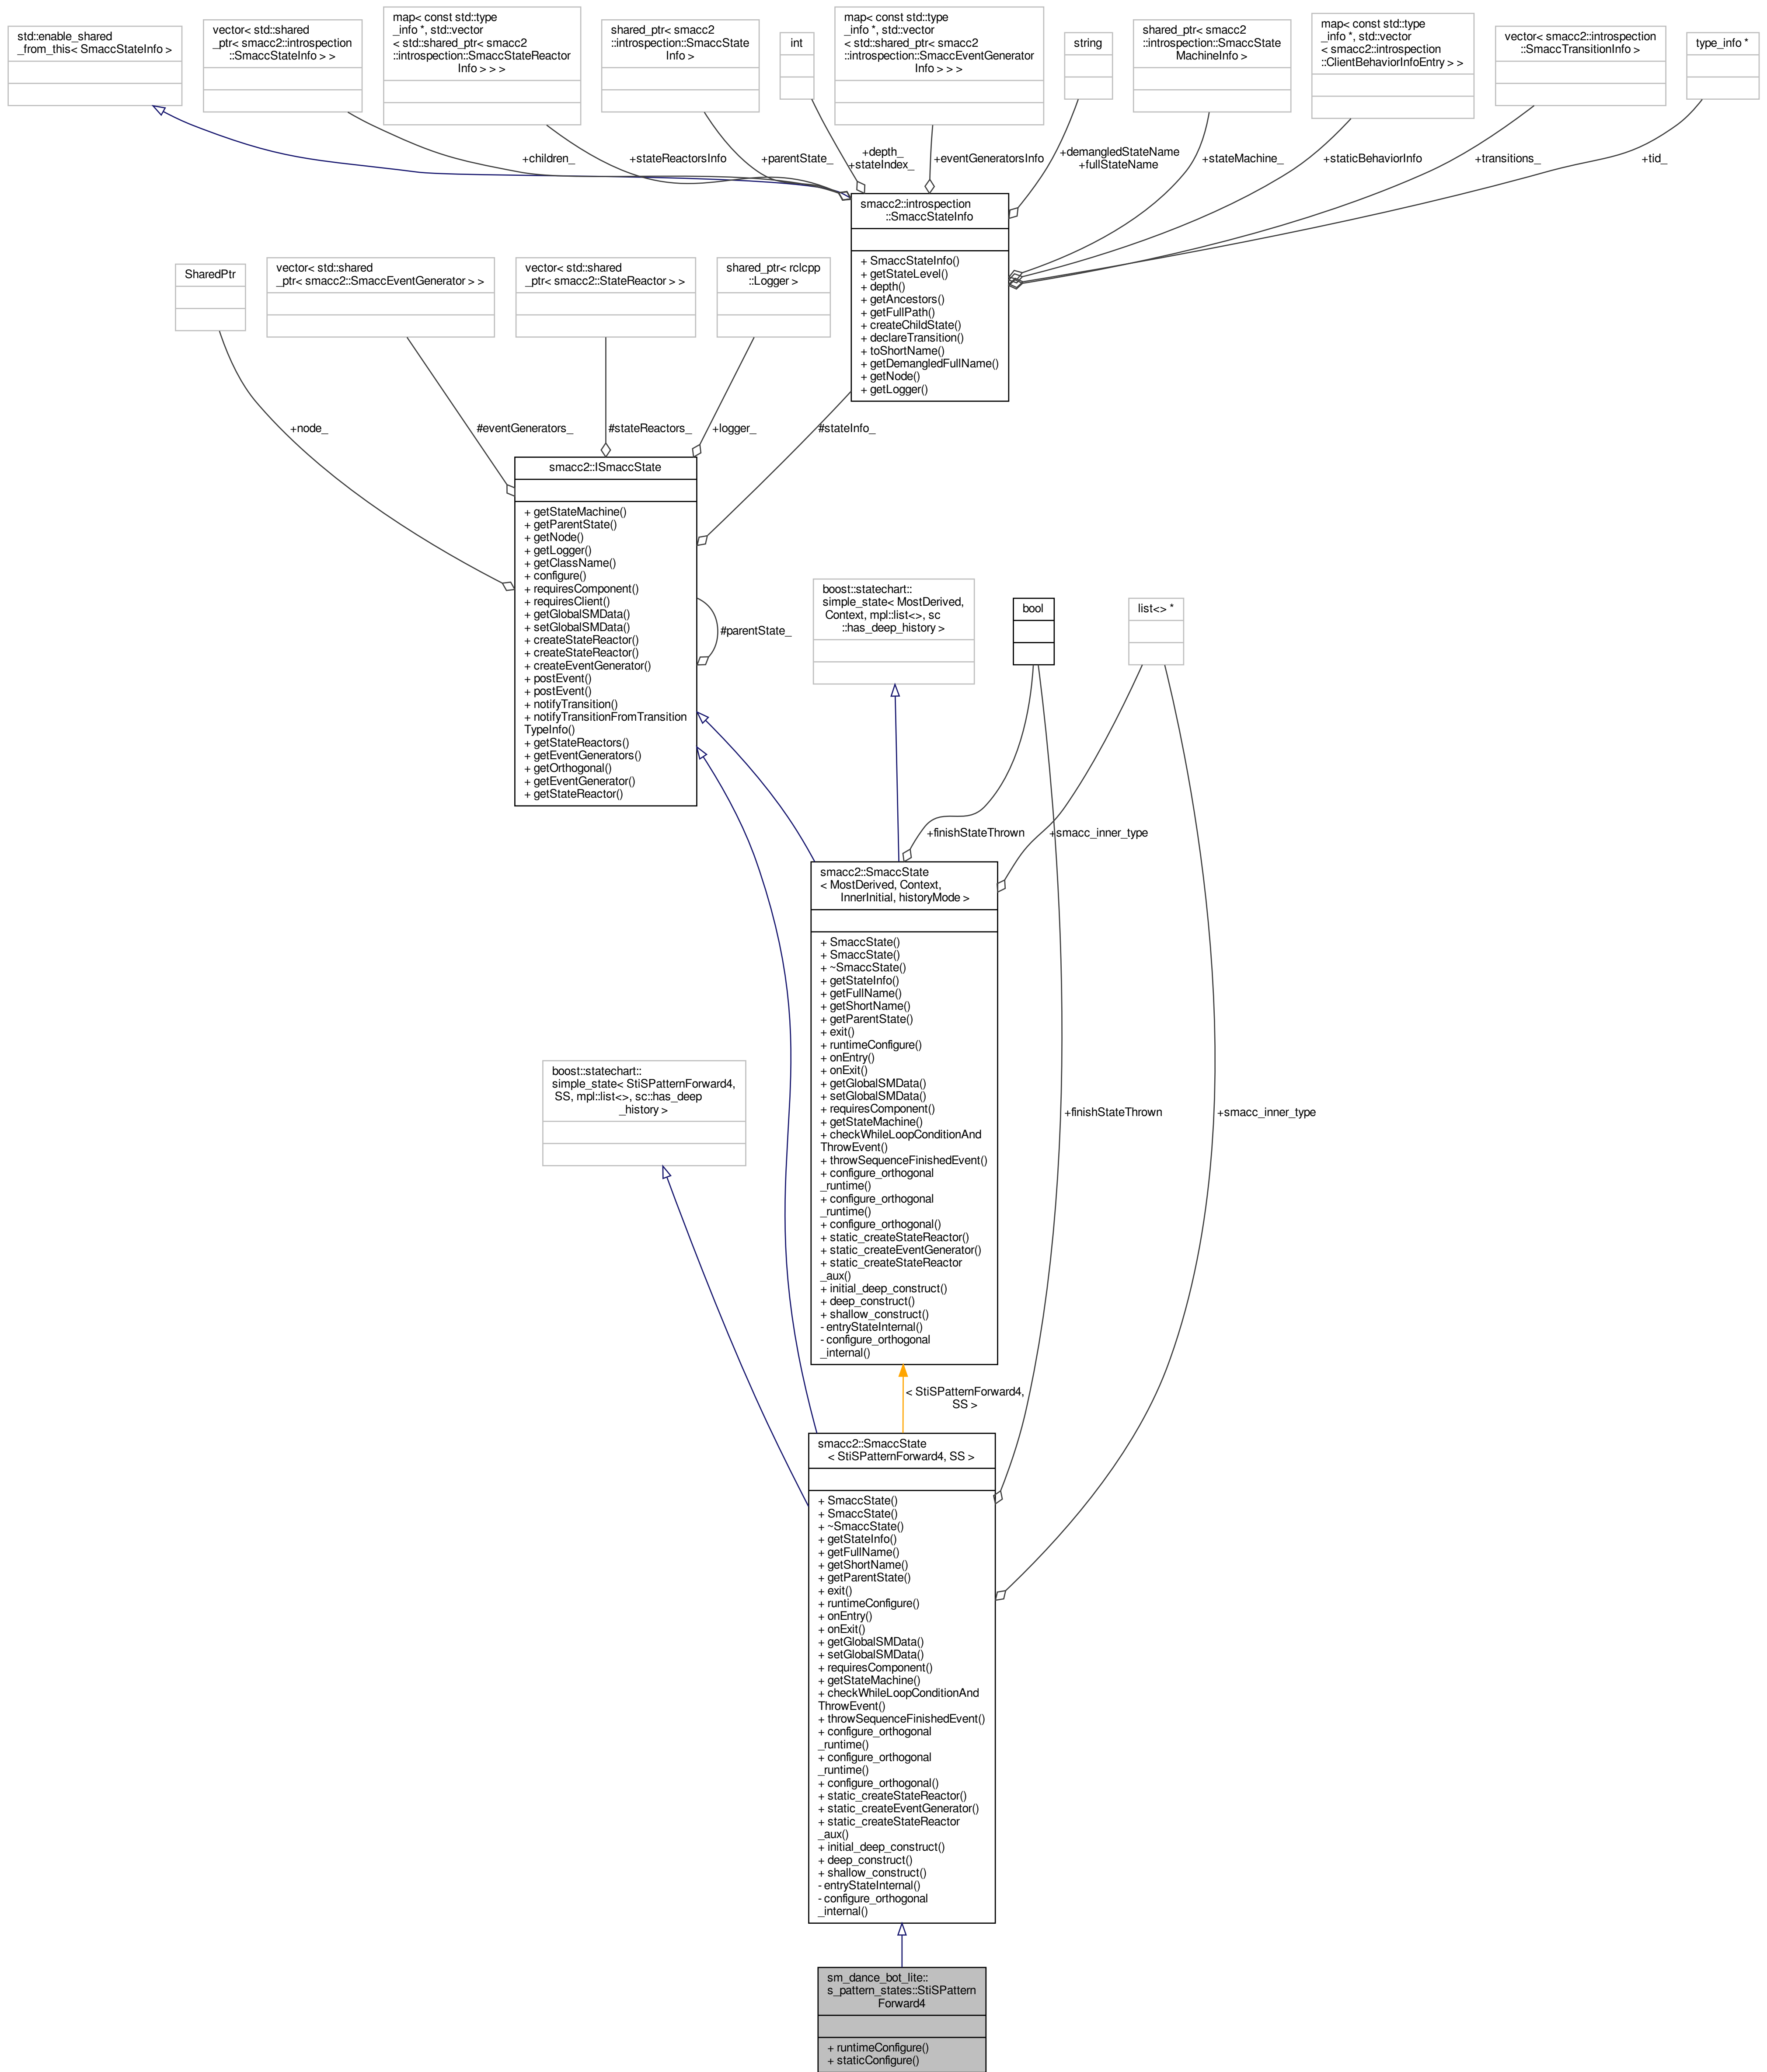 std::enable_shared
_from_this< SmaccStateInfo >
vector< std::shared
_ptr< smacc2::introspection
::SmaccStateInfo > >
map< const std::type
_info *, std::vector
< std::shared_ptr< smacc2
::introspection::SmaccStateReactor
Info > > >
shared_ptr< smacc2
::introspection::SmaccState
Info >
int
map< const std::type
_info *, std::vector
< std::shared_ptr< smacc2
::introspection::SmaccEventGenerator
Info > > >
string
shared_ptr< smacc2
::introspection::SmaccState
MachineInfo >
map< const std::type
_info *, std::vector
< smacc2::introspection
::ClientBehaviorInfoEntry > >
vector< smacc2::introspection
::SmaccTransitionInfo >
type_info *
+children_
+stateReactorsInfo
+parentState_
+depth_
+stateIndex_
+eventGeneratorsInfo
+demangledStateName
+fullStateName
+stateMachine_
+staticBehaviorInfo
+transitions_
+tid_
smacc2::introspection
::SmaccStateInfo
+ SmaccStateInfo()
+ getStateLevel()
+ depth()
+ getAncestors()
+ getFullPath()
+ createChildState()
+ declareTransition()
+ toShortName()
+ getDemangledFullName()
+ getNode()
+ getLogger()
SharedPtr
vector< std::shared
_ptr< smacc2::SmaccEventGenerator > >
vector< std::shared
_ptr< smacc2::StateReactor > >
shared_ptr< rclcpp
::Logger >
+node_
#eventGenerators_
#stateReactors_
+logger_
#stateInfo_
smacc2::ISmaccState
+ getStateMachine()
+ getParentState()
+ getNode()
+ getLogger()
+ getClassName()
+ configure()
+ requiresComponent()
+ requiresClient()
+ getGlobalSMData()
+ setGlobalSMData()
+ createStateReactor()
+ createStateReactor()
+ createEventGenerator()
+ postEvent()
+ postEvent()
+ notifyTransition()
+ notifyTransitionFromTransition
TypeInfo()
+ getStateReactors()
+ getEventGenerators()
+ getOrthogonal()
+ getEventGenerator()
+ getStateReactor()
#parentState_
boost::statechart::
simple_state< MostDerived,
Context, mpl::list<>, sc
::has_deep_history >
bool
list<> *
+finishStateThrown
+smacc_inner_type
smacc2::SmaccState
< MostDerived, Context,
InnerInitial, historyMode >
+ SmaccState()
+ SmaccState()
+ ~SmaccState()
+ getStateInfo()
+ getFullName()
+ getShortName()
+ getParentState()
+ exit()
+ runtimeConfigure()
+ onEntry()
+ onExit()
+ getGlobalSMData()
+ setGlobalSMData()
+ requiresComponent()
+ getStateMachine()
+ checkWhileLoopConditionAnd
ThrowEvent()
+ throwSequenceFinishedEvent()
+ configure_orthogonal
_runtime()
+ configure_orthogonal
_runtime()
+ configure_orthogonal()
+ static_createStateReactor()
+ static_createEventGenerator()
+ static_createStateReactor
_aux()
+ initial_deep_construct()
+ deep_construct()
+ shallow_construct()
- entryStateInternal()
- configure_orthogonal
_internal()
boost::statechart::
simple_state< StiSPatternForward4,
SS, mpl::list<>, sc::has_deep
_history >
+finishStateThrown
+smacc_inner_type
< StiSPatternForward4,
SS >
smacc2::SmaccState
< StiSPatternForward4, SS >
+ SmaccState()
+ SmaccState()
+ ~SmaccState()
+ getStateInfo()
+ getFullName()
+ getShortName()
+ getParentState()
+ exit()
+ runtimeConfigure()
+ onEntry()
+ onExit()
+ getGlobalSMData()
+ setGlobalSMData()
+ requiresComponent()
+ getStateMachine()
+ checkWhileLoopConditionAnd
ThrowEvent()
+ throwSequenceFinishedEvent()
+ configure_orthogonal
_runtime()
+ configure_orthogonal
_runtime()
+ configure_orthogonal()
+ static_createStateReactor()
+ static_createEventGenerator()
+ static_createStateReactor
_aux()
+ initial_deep_construct()
+ deep_construct()
+ shallow_construct()
- entryStateInternal()
- configure_orthogonal
_internal()
sm_dance_bot_lite::
s_pattern_states::StiSPattern
Forward4
+ runtimeConfigure()
+ staticConfigure()